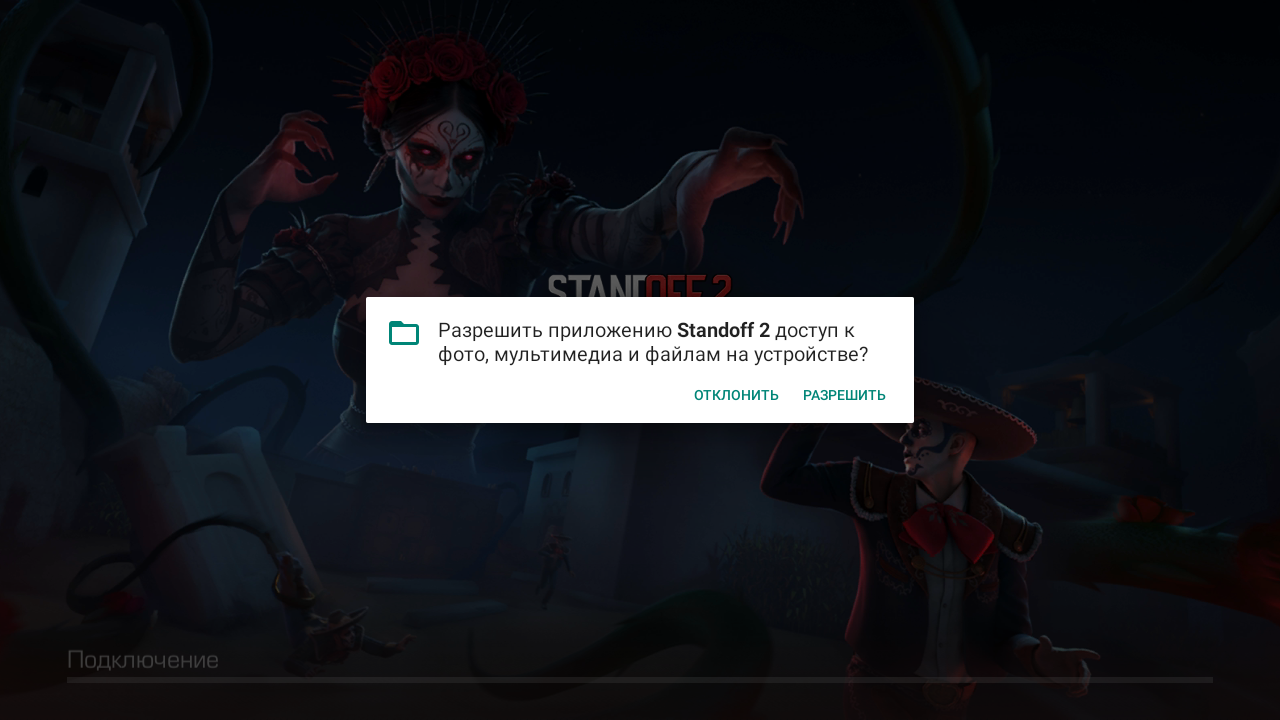 STANDOFF 2
Разрешить приложению Standoff 2 доступ к
фото, мультимедиа и файлам на устройстве?
ОТКЛОНИТЬ РАЗРЕШИТЬ
Подключение